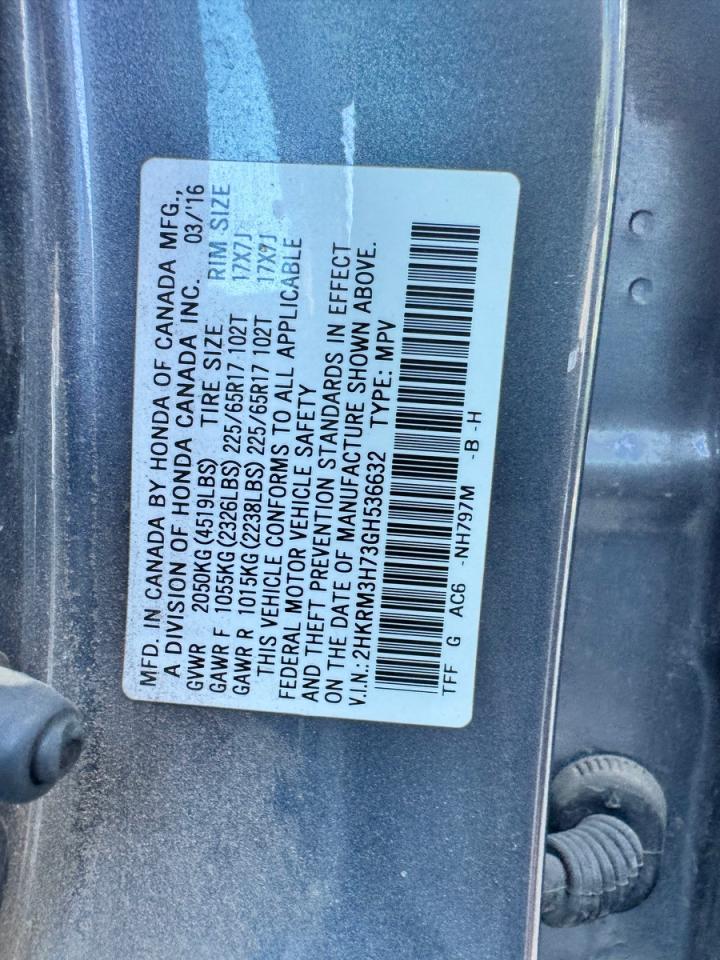 MFD. IN CANADA BY HONDA OF CANADA MFG.,
A DIVISION OF HONDA CANADA INC. 03/'16
GVWR 2050KG (4519LBS) TIRE SIZE RIM SIZE
GAWR F 1055KG (2326LBS) 225/65R17 102T 17X7J
GAWR R 1015KG (2238LBS) 225/65R17 102T 17X7J
THIS VEHICLE CONFORMS TO ALL APPLICABLE
FEDERAL MOTOR VEHICLE SAFETY
AND THEFT PREVENTION STANDARDS IN EFFECT
ON THE DATE OF MANUFACTURE SHOWN ABOVE.
V.I.N.: 2HKRM3H73GH536632 TYPE: MPV
TFF G AC6 -NH797M -B -H